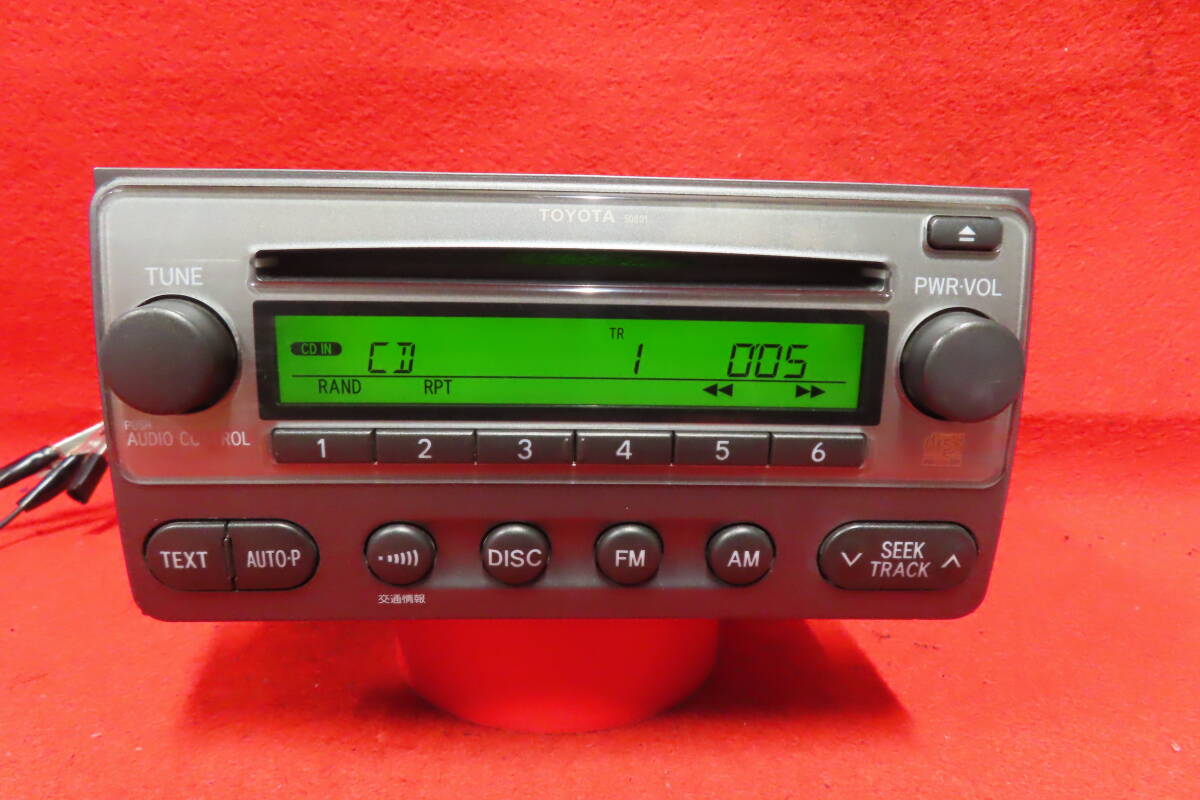 TOYOTA 50801
TUNE
PWR·VOL
CD IN CD TR 1 005
RAND RPT
PUSH
AUDIO CONTROL
1 2 3 4 5 6
TEXT AUTO·P DISC FM AM SEEK TRACK
交通情報